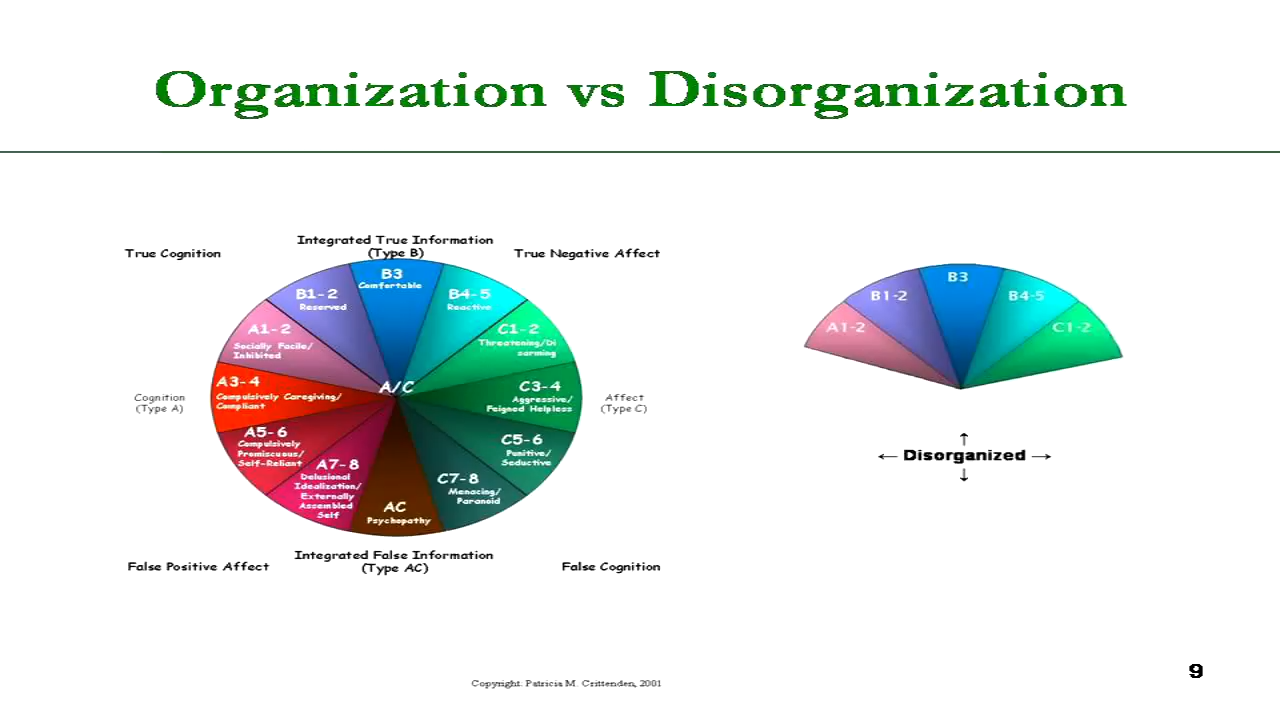 Organization vs Disorganization
True Cognition
Integrated True Information
(Type B)
True Negative Affect
B3
Comfortable
B1-2
Reserved
B4-5
Reactive
A1-2
Socially Facile/
Inhibited
C1-2
Threatening/Di
sarming
A/C
Cognition
(Type A)
A3-4
Compulsively Caregiving/
Compliant
C3-4
Aggressive/
Feigned Helpless
Affect
(Type C)
A5-6
Compulsively
Promiscuous/
Self-Reliant
C5-6
Punitive/
Seductive
A7-8
Delusional
Idealization/
Externally
Assembled
Self
C7-8
Menacing/
Paranoid
AC
Psychopathy
False Positive Affect
Integrated False Information
(Type AC)
False Cognition
B3
B1-2
B4-5
A1-2
C1-2
↑
← Disorganized →
↓
Copyright: Patricia M. Crittenden, 2001
9